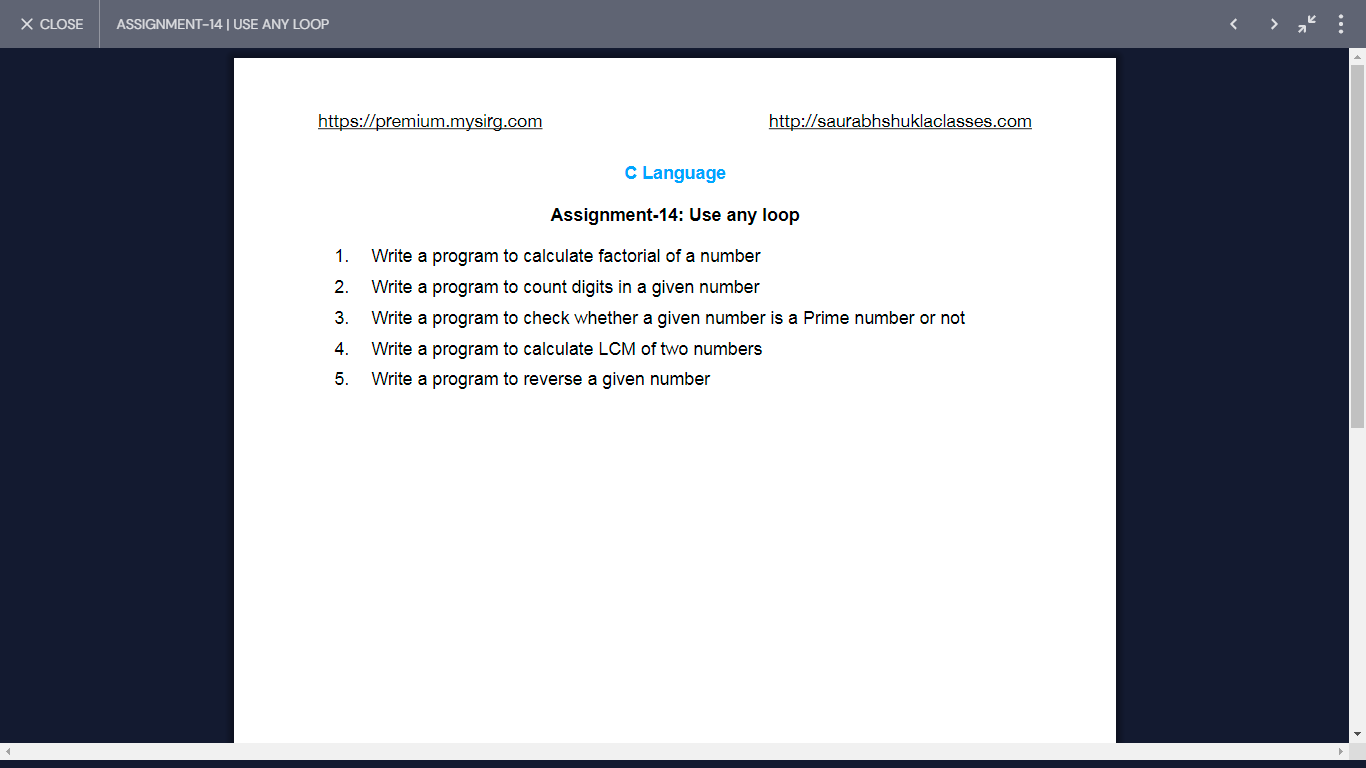 CLOSE
ASSIGNMENT-14 | USE ANY LOOP
https://premium.mysirg.com
http://saurabhshuklaclasses.com
C Language
Assignment-14: Use any loop
1. Write a program to calculate factorial of a number
2. Write a program to count digits in a given number
3. Write a program to check whether a given number is a Prime number or not
4. Write a program to calculate LCM of two numbers
5. Write a program to reverse a given number